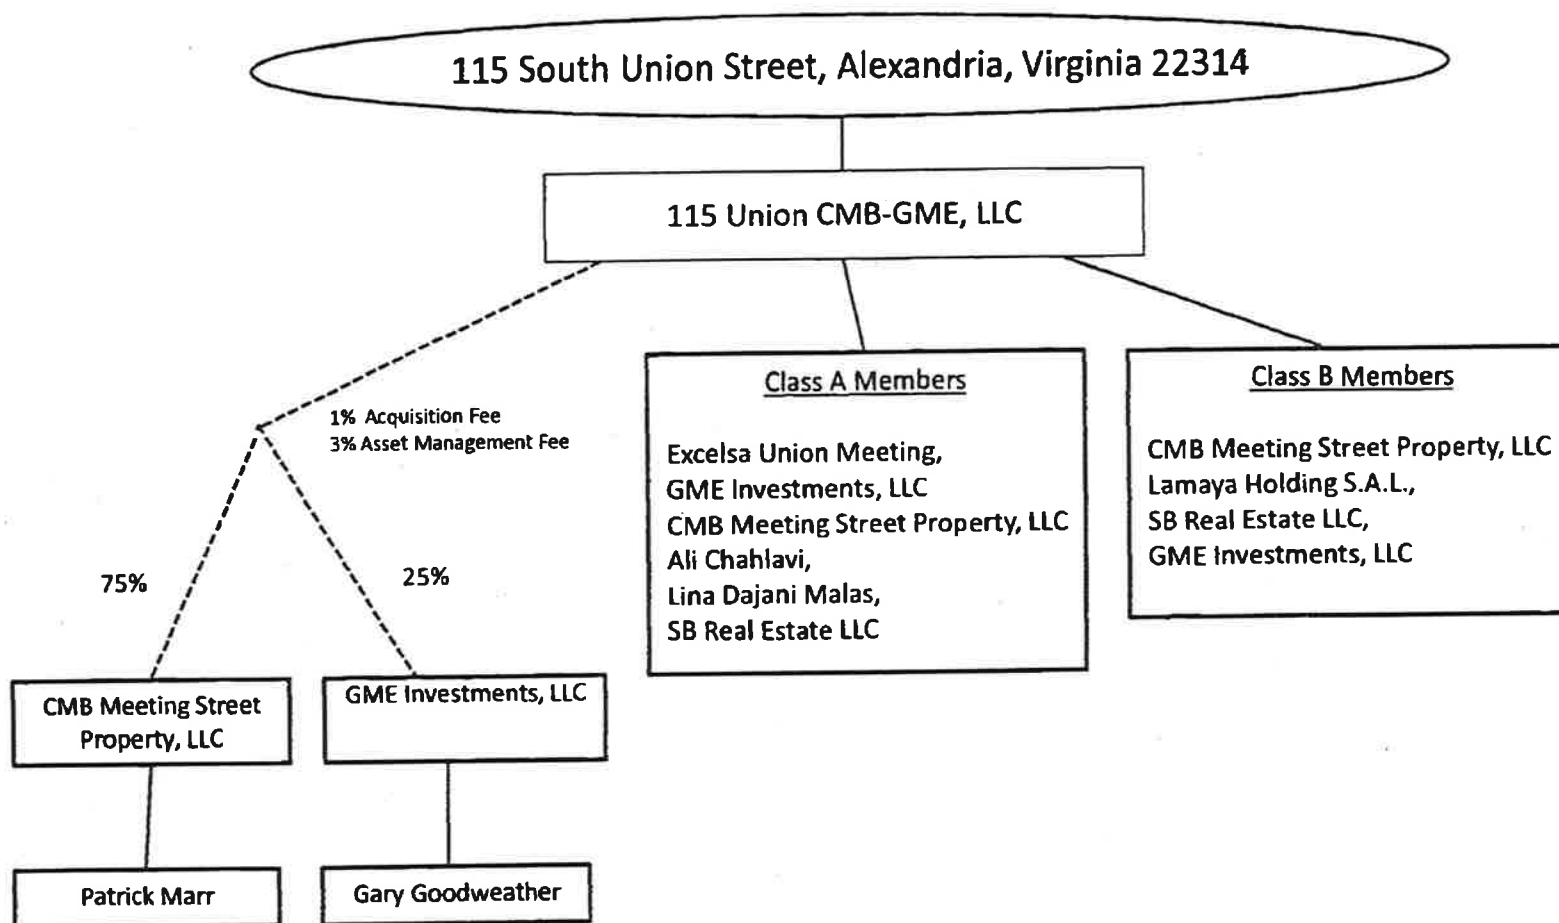 115 South Union Street, Alexandria, Virginia 22314
115 Union CMB-GME, LLC
1% Acquisition Fee
3% Asset Management Fee
75%
25%
Class A Members
Excelsa Union Meeting,
GME Investments, LLC
CMB Meeting Street Property, LLC
Ali Chahlavi,
Lina Dajani Malas,
SB Real Estate LLC
Class B Members
CMB Meeting Street Property, LLC
Lamaya Holding S.A.L.,
SB Real Estate LLC,
GME Investments, LLC
CMB Meeting Street
Property, LLC
GME Investments, LLC
Patrick Marr
Gary Goodweather